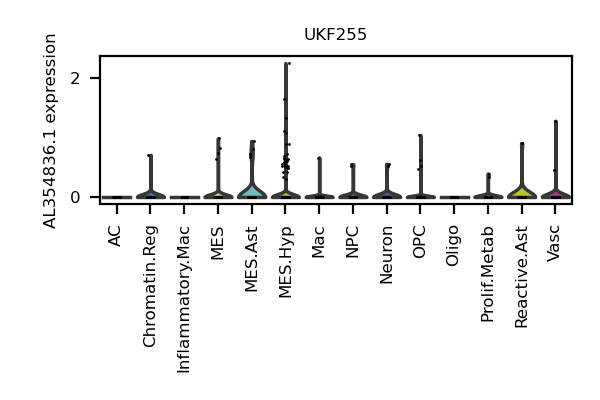 UKF255
AL354836.1 expression
2
0
AC
Chromatin.Reg
Inflammatory.Mac
MES
MES.Ast
MES.Hyp
Mac
NPC
Neuron
OPC
Oligo
Prolif.Metab
Reactive.Ast
Vasc